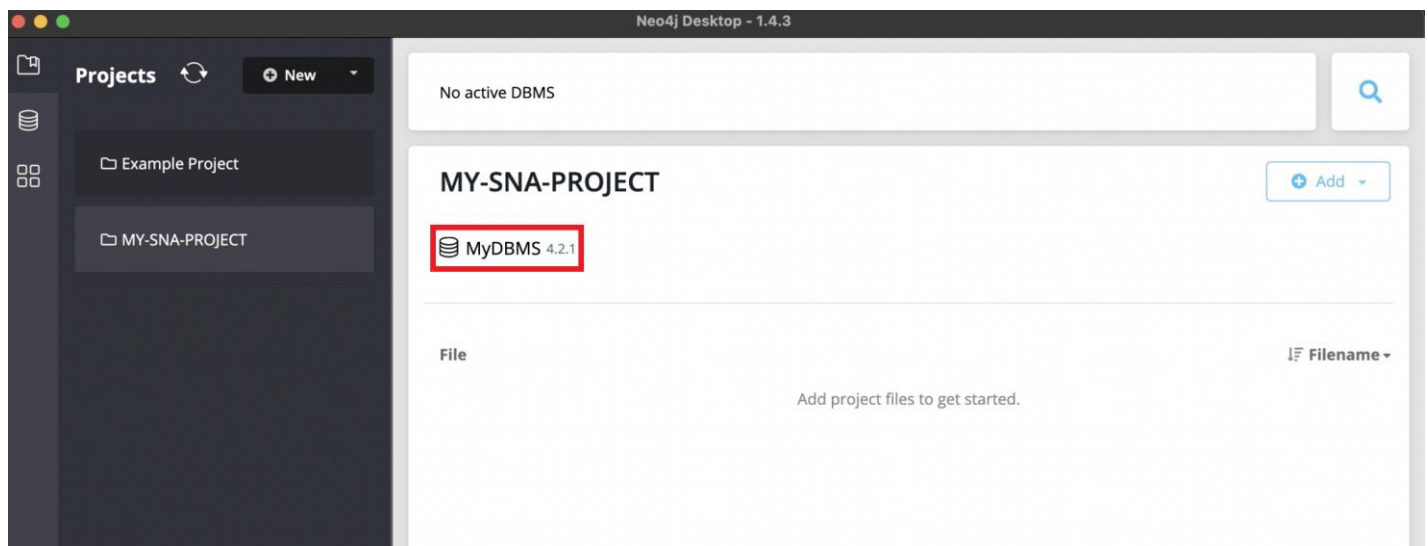 Neo4j Desktop - 1.4.3
Projects
New
Example Project
MY-SNA-PROJECT
No active DBMS
MY-SNA-PROJECT
Add
MyDBMS 4.2.1
File
Filename
Add project files to get started.